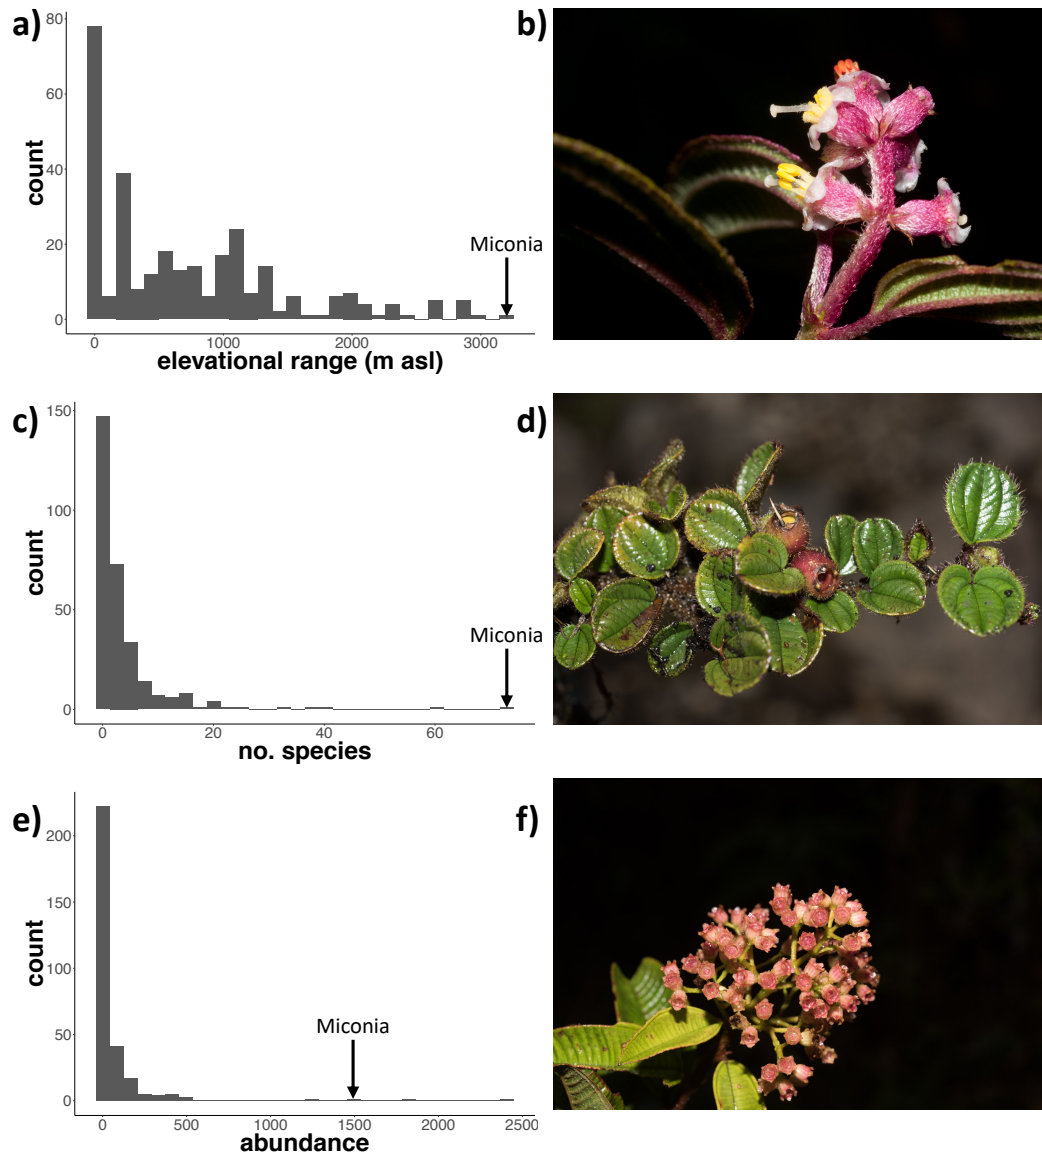 a)
80
60
40
20
0
count
Miconia
0 1000 2000 3000
elevational range (m asl)
b)
c)
150
100
50
0
count
Miconia
0 20 40 60
no. species
d)
e)
200
150
100
50
0
count
Miconia
0 500 1000 1500 2000 2500
abundance
f)